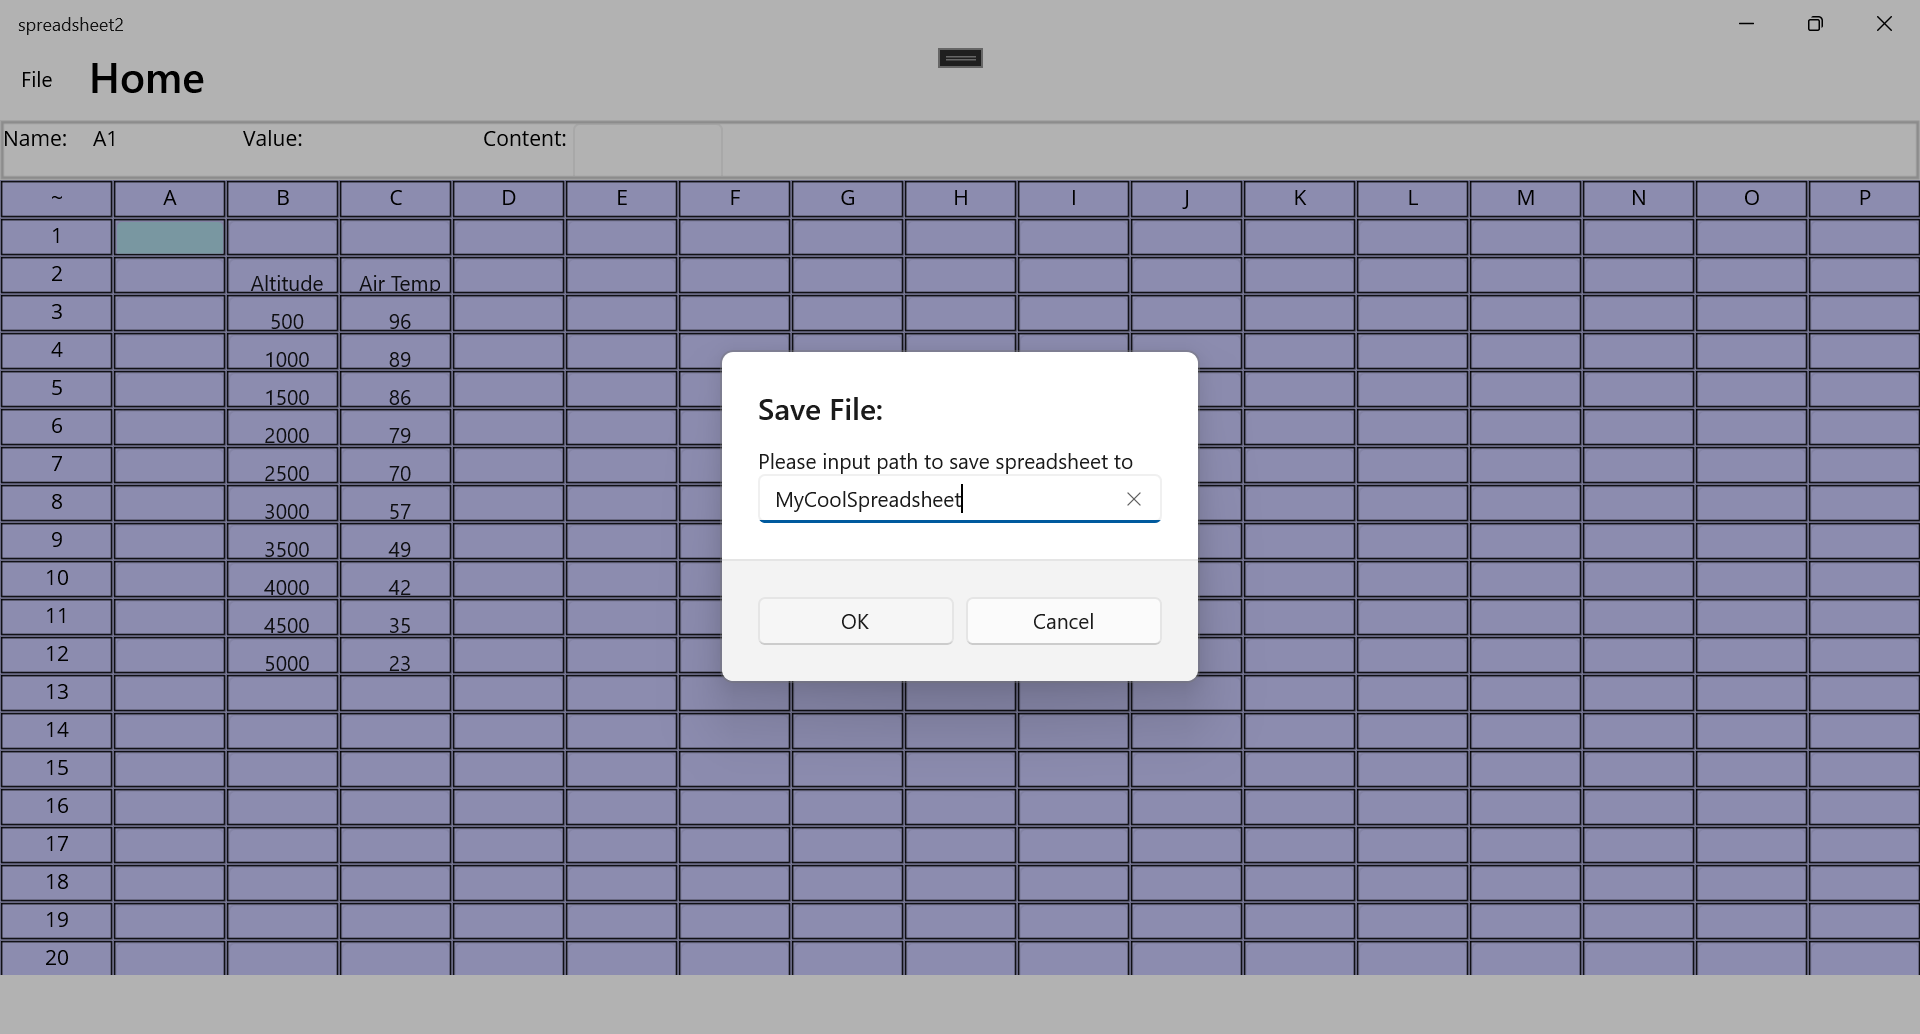 spreadsheet2
File Home
Name: A1 Value: Content:
~ A B C D E F G H I J K L M N O P
1
2 Altitude Air Temp
3 500 96
4 1000 89
5 1500 86
6 2000 79
7 2500 70
8 3000 57
9 3500 49
10 4000 42
11 4500 35
12 5000 23
13
14
15
16
17
18
19
20
Save File:
Please input path to save spreadsheet to
MyCoolSpreadsheet
OK Cancel